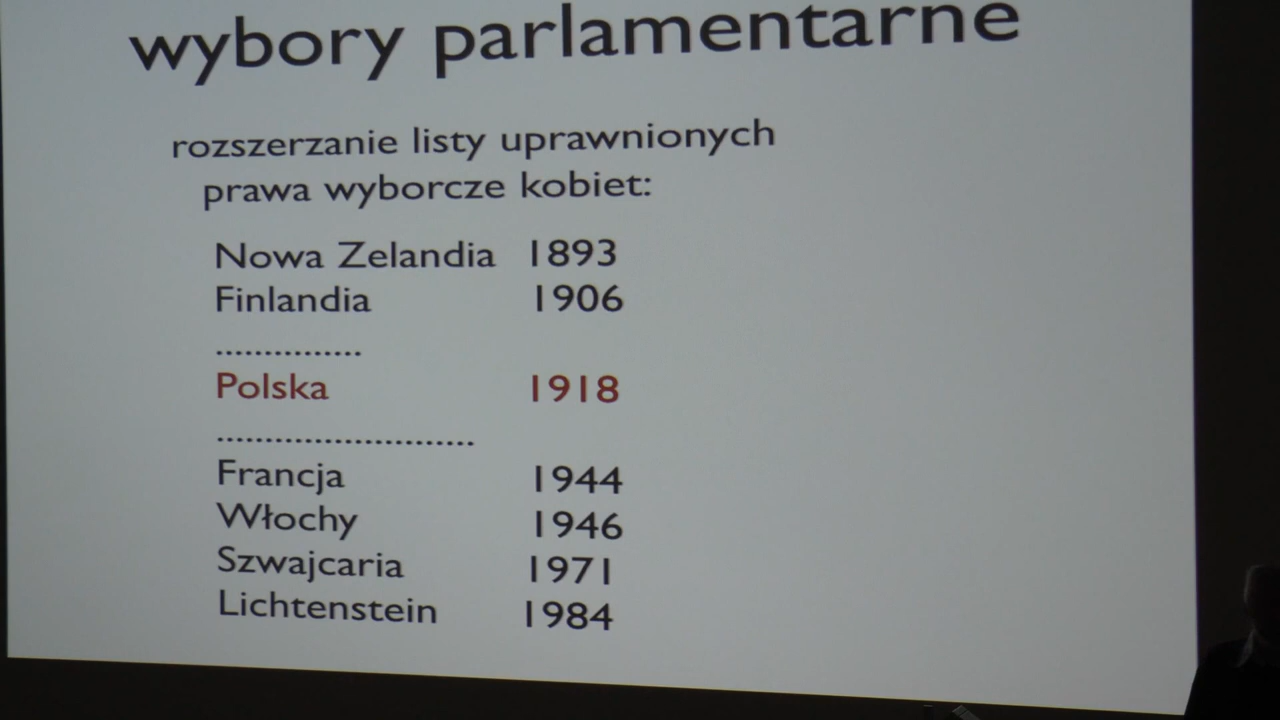 wybory parlamentarne
rozszerzanie listy uprawnionych
prawa wyborcze kobiet:
Nowa Zelandia 1893
Finlandia 1906
...............
Polska 1918
...........................
Francja 1944
Włochy 1946
Szwajcaria 1971
Lichtenstein 1984